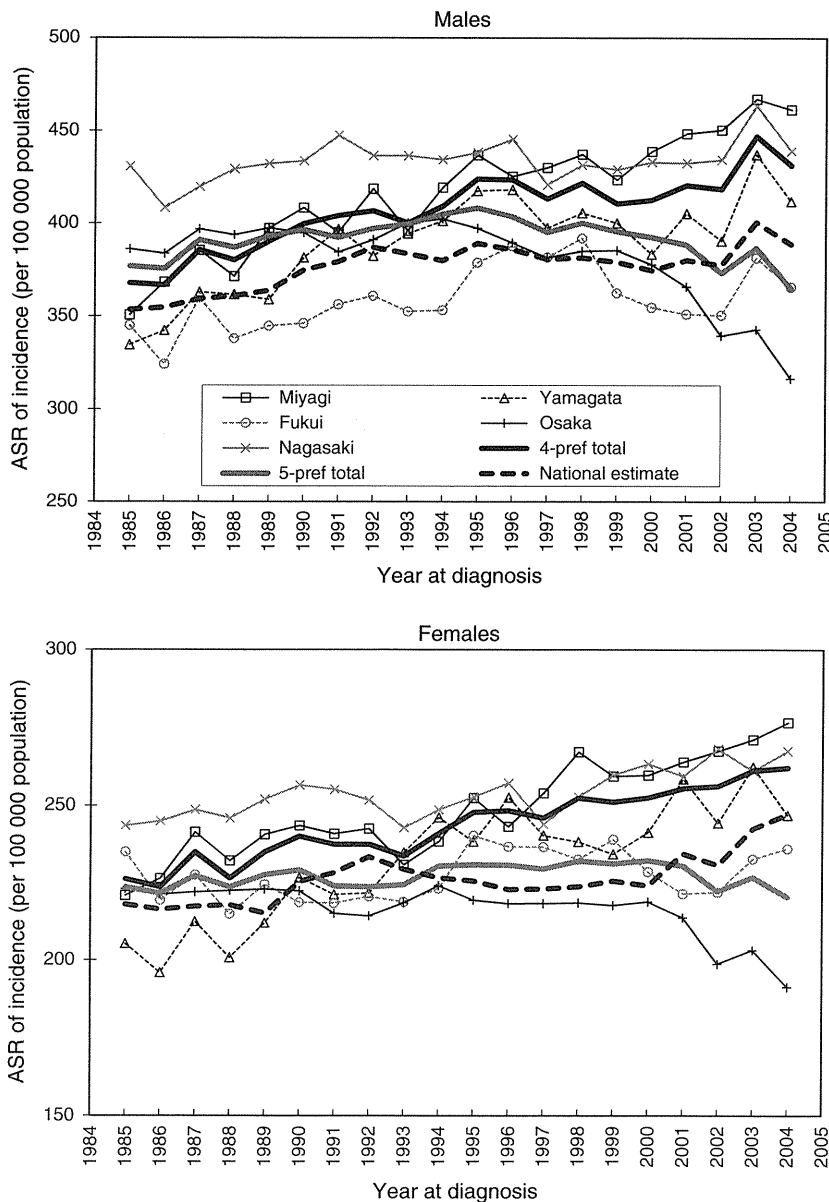 Males
500
450
400
350
300
250
ASR of incidence (per 100 000 population)
Miyagi
Yamagata
Fukui
Osaka
Nagasaki
4-pref total
5-pref total
National estimate
1984 1985 1986 1987 1988 1989 1990 1991 1992 1993 1994 1995 1996 1997 1998 1999 2000 2001 2002 2003 2004 2005
Year at diagnosis
Females
300
250
200
150
ASR of incidence (per 100 000 population)
1984 1985 1986 1987 1988 1989 1990 1991 1992 1993 1994 1995 1996 1997 1998 1999 2000 2001 2002 2003 2004 2005
Year at diagnosis